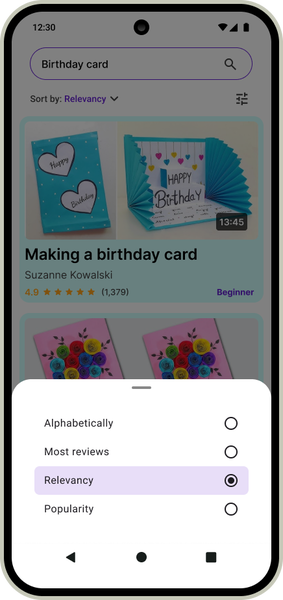 12:30
Birthday card
Sort by: Relevancy
Happy
Birthday
HAPPY
BirthdAY
13:45
Making a birthday card
Suzanne Kowalski
4.9 (1,379)
Beginner
Alphabetically
Most reviews
Relevancy
Popularity